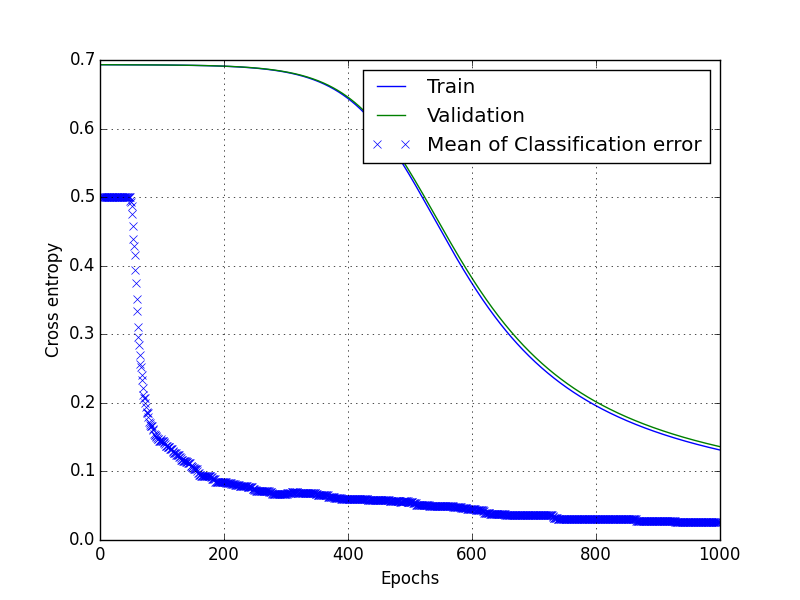 0.7
0.6
0.5
0.4
0.3
0.2
0.1
0.0
Cross entropy
Train
Validation
Mean of Classification error
0 200 400 600 800 1000
Epochs